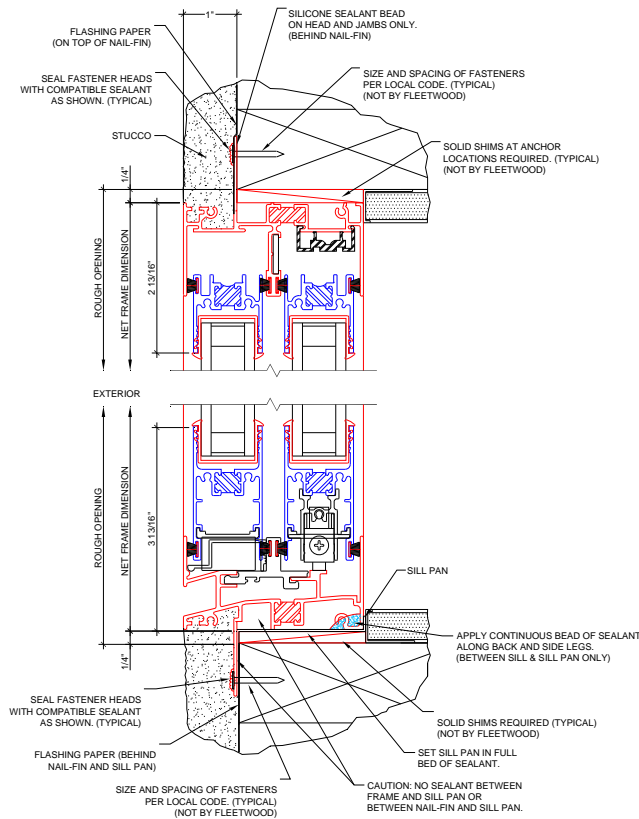 1"
FLASHING PAPER
(ON TOP OF NAIL-FIN)
SILICONE SEALANT BEAD
ON HEAD AND JAMBS ONLY.
(BEHIND NAIL-FIN)
SEAL FASTENER HEADS
WITH COMPATIBLE SEALANT
AS SHOWN. (TYPICAL)
SIZE AND SPACING OF FASTENERS
PER LOCAL CODE. (TYPICAL)
(NOT BY FLEETWOOD)
STUCCO
SOLID SHIMS AT ANCHOR
LOCATIONS REQUIRED. (TYPICAL)
(NOT BY FLEETWOOD)
1/4"
ROUGH OPENING
NET FRAME DIMENSION
2 13/16"
EXTERIOR
ROUGH OPENING
NET FRAME DIMENSION
3 13/16"
1/4"
SILL PAN
APPLY CONTINUOUS BEAD OF SEALANT
ALONG BACK AND SIDE LEGS.
(BETWEEN SILL & SILL PAN ONLY)
SEAL FASTENER HEADS
WITH COMPATIBLE SEALANT
AS SHOWN. (TYPICAL)
SOLID SHIMS REQUIRED (TYPICAL)
(NOT BY FLEETWOOD)
FLASHING PAPER (BEHIND
NAIL-FIN AND SILL PAN)
SET SILL PAN IN FULL
BED OF SEALANT.
SIZE AND SPACING OF FASTENERS
PER LOCAL CODE. (TYPICAL)
(NOT BY FLEETWOOD)
CAUTION: NO SEALANT BETWEEN
FRAME AND SILL PAN OR
BETWEEN NAIL-FIN AND SILL PAN.